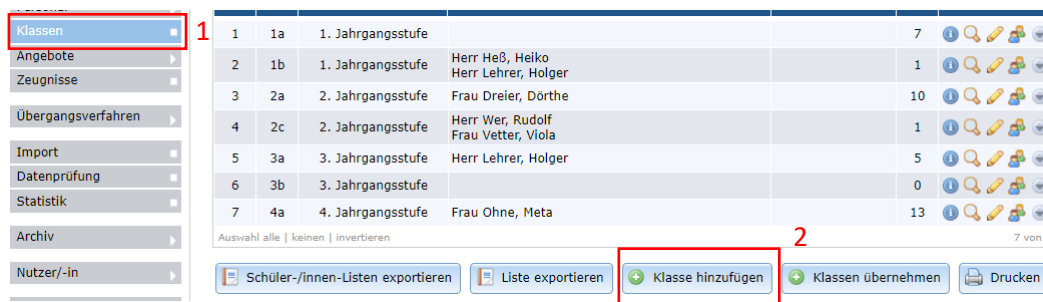 Klassen
1
Angebote
Zeugnisse
Übergangsverfahren
Import
Datenprüfung
Statistik
Archiv
Nutzer/-in
1 1a 1. Jahrgangsstufe 7
2 1b 1. Jahrgangsstufe Herr Heß, Heiko 1
Herr Lehrer, Holger
3 2a 2. Jahrgangsstufe Frau Dreier, Dörthe 10
4 2c 2. Jahrgangsstufe Herr Wer, Rudolf 1
Frau Vetter, Viola
5 3a 3. Jahrgangsstufe Herr Lehrer, Holger 5
6 3b 3. Jahrgangsstufe 0
7 4a 4. Jahrgangsstufe Frau Ohne, Meta 13
Auswahl alle | keinen | invertieren 7 von
2
Schüler-/innen-Listen exportieren Liste exportieren Klasse hinzufügen Klassen übernehmen Drucken